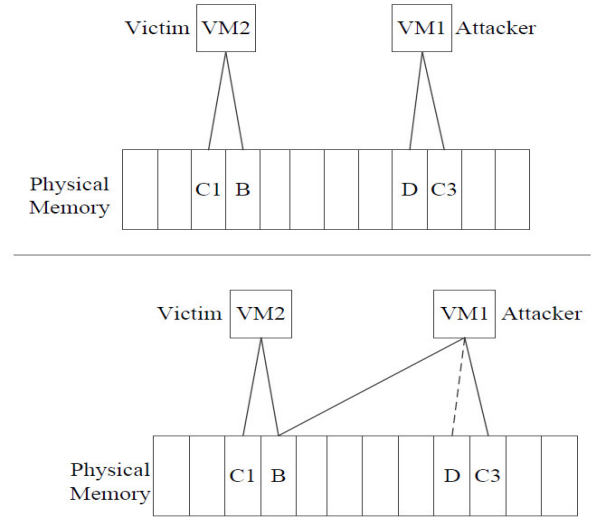 Victim VM2 VM1 Attacker
Physical
Memory
C1 B D C3
Victim VM2 VM1 Attacker
Physical
Memory
C1 B D C3